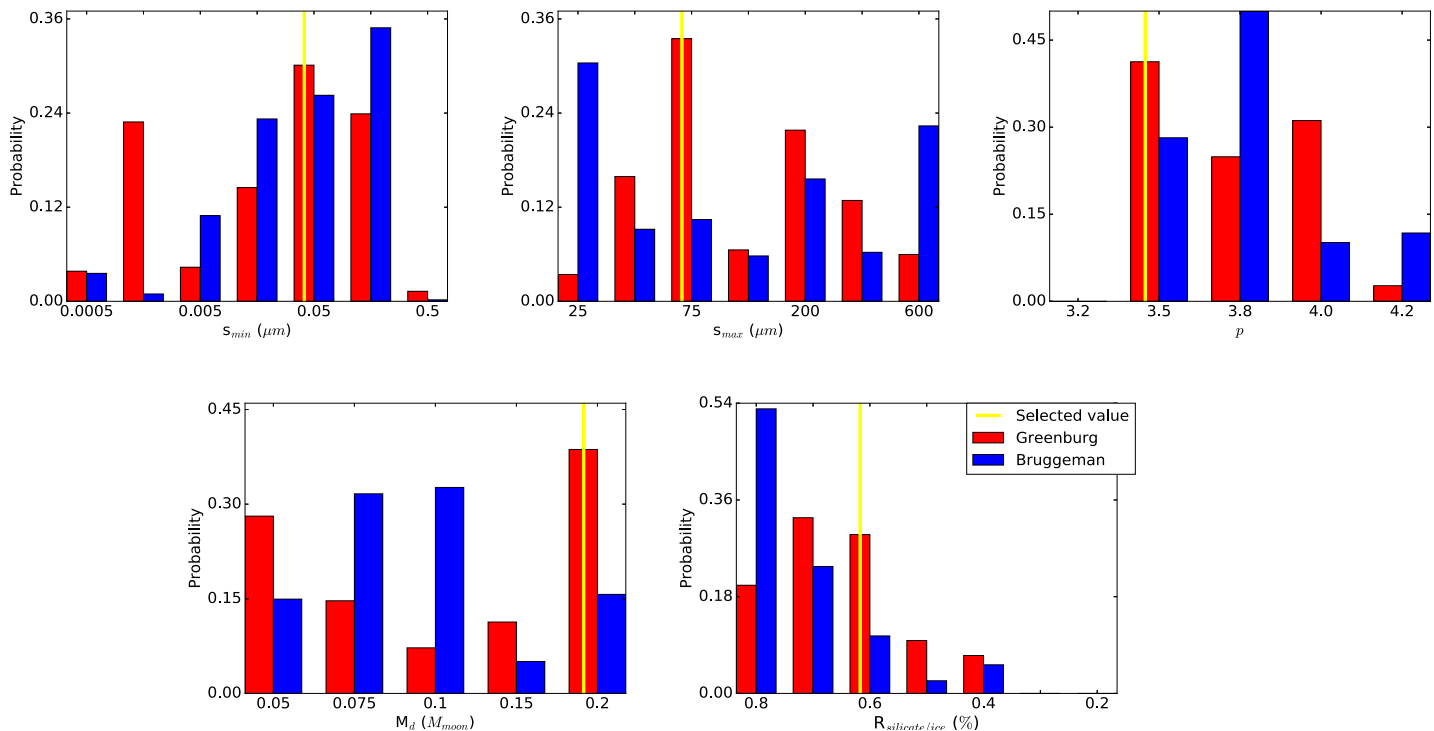 0.36
0.24
0.12
0.00
Probability
0.0005 0.005 0.05 0.5
s_min (μm)
0.36
0.24
0.12
0.00
Probability
25 75 200 600
s_max (μm)
0.45
0.30
0.15
0.00
Probability
3.2 3.5 3.8 4.0 4.2
p
0.45
0.30
0.15
0.00
Probability
0.05 0.075 0.1 0.15 0.2
M_d (M_moon)
0.54
0.36
0.18
0.00
Probability
0.8 0.6 0.4 0.2
R_silicate/ice (%)
Selected value
Greenburg
Bruggeman